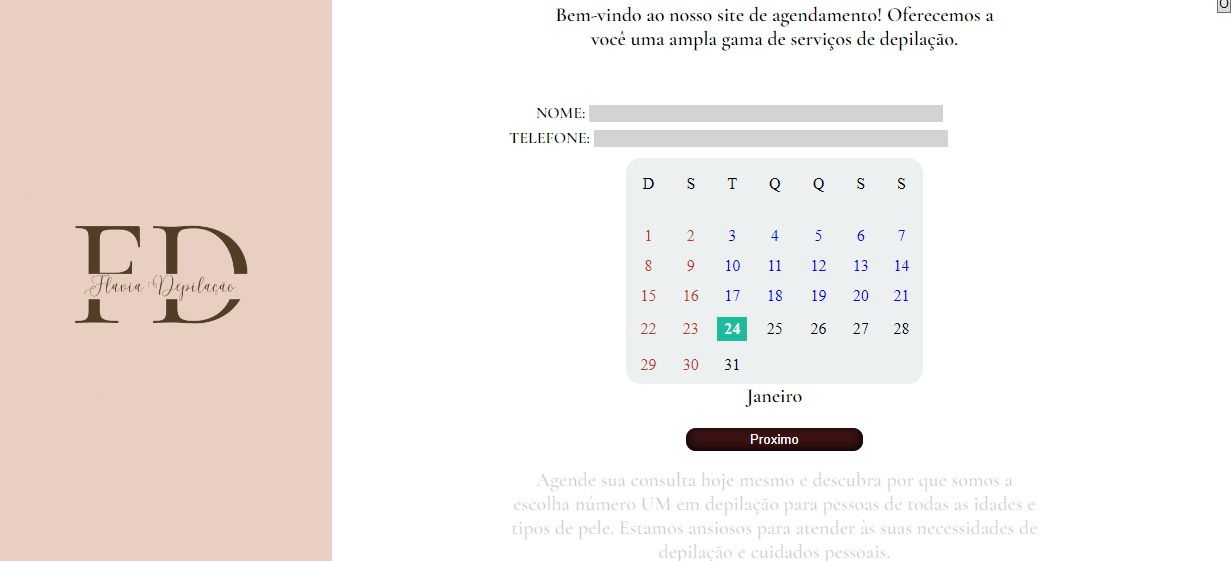 Bem-vindo ao nosso site de agendamento! Oferecemos a
você uma ampla gama de serviços de depilação.
NOME:
TELEFONE:
FD
Flavia Depilação
D S T Q Q S S
1 2 3 4 5 6 7
8 9 10 11 12 13 14
15 16 17 18 19 20 21
22 23 24 25 26 27 28
29 30 31
Janeiro
Proximo
Agende sua consulta hoje mesmo e descubra por que somos a
escolha número UM em depilação para pessoas de todas as idades e
tipos de pele. Estamos ansiosos para atender às suas necessidades de
depilação e cuidados pessoais.